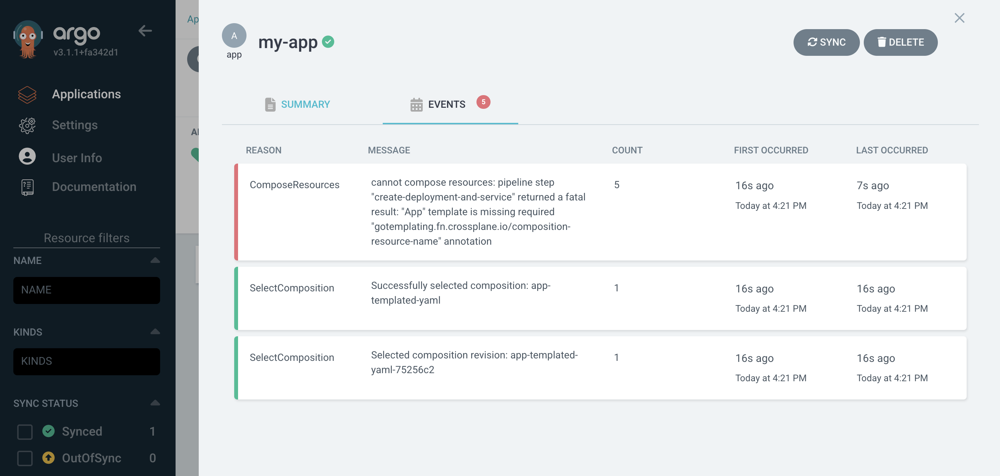 argo
v3.1.1+fa342d1
Applications
Settings
User Info
Documentation
Resource filters
NAME
NAME
KINDS
KINDS
SYNC STATUS
Synced 1
OutOfSync 0
Ap
A
app
my-app
SYNC
DELETE
SUMMARY
EVENTS 5
REASON MESSAGE COUNT FIRST OCCURRED LAST OCCURRED
ComposeResources
cannot compose resources: pipeline step
"create-deployment-and-service" returned a fatal
result: "App" template is missing required
"gotemplating.fn.crossplane.io/composition-
resource-name" annotation
5
16s ago
Today at 4:21 PM
7s ago
Today at 4:21 PM
SelectComposition
Successfully selected composition: app-
templated-yaml
1
16s ago
Today at 4:21 PM
16s ago
Today at 4:21 PM
SelectComposition
Selected composition revision: app-templated-
yaml-75256c2
1
16s ago
Today at 4:21 PM
16s ago
Today at 4:21 PM